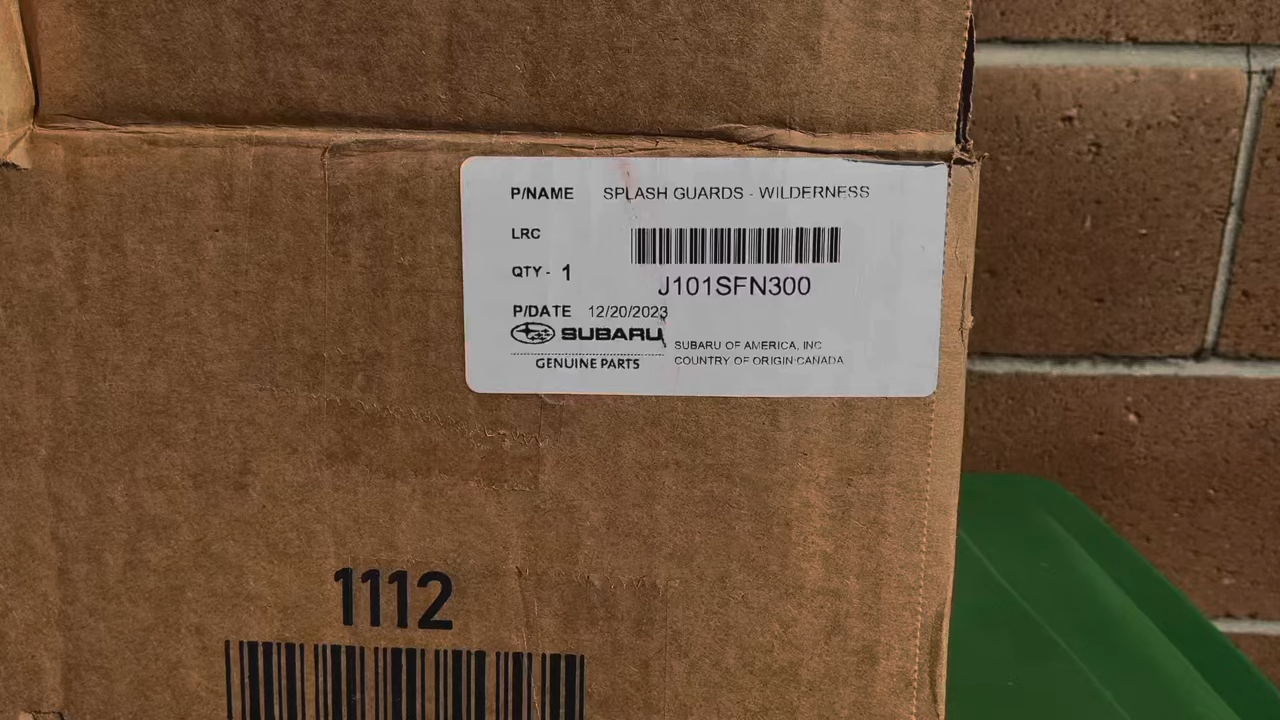 P/NAME SPLASH GUARDS - WILDERNESS
LRC
QTY - 1
J101SFN300
P/DATE 12/20/2023
SUBARU
GENUINE PARTS
SUBARU OF AMERICA, INC
COUNTRY OF ORIGIN:CANADA
1112